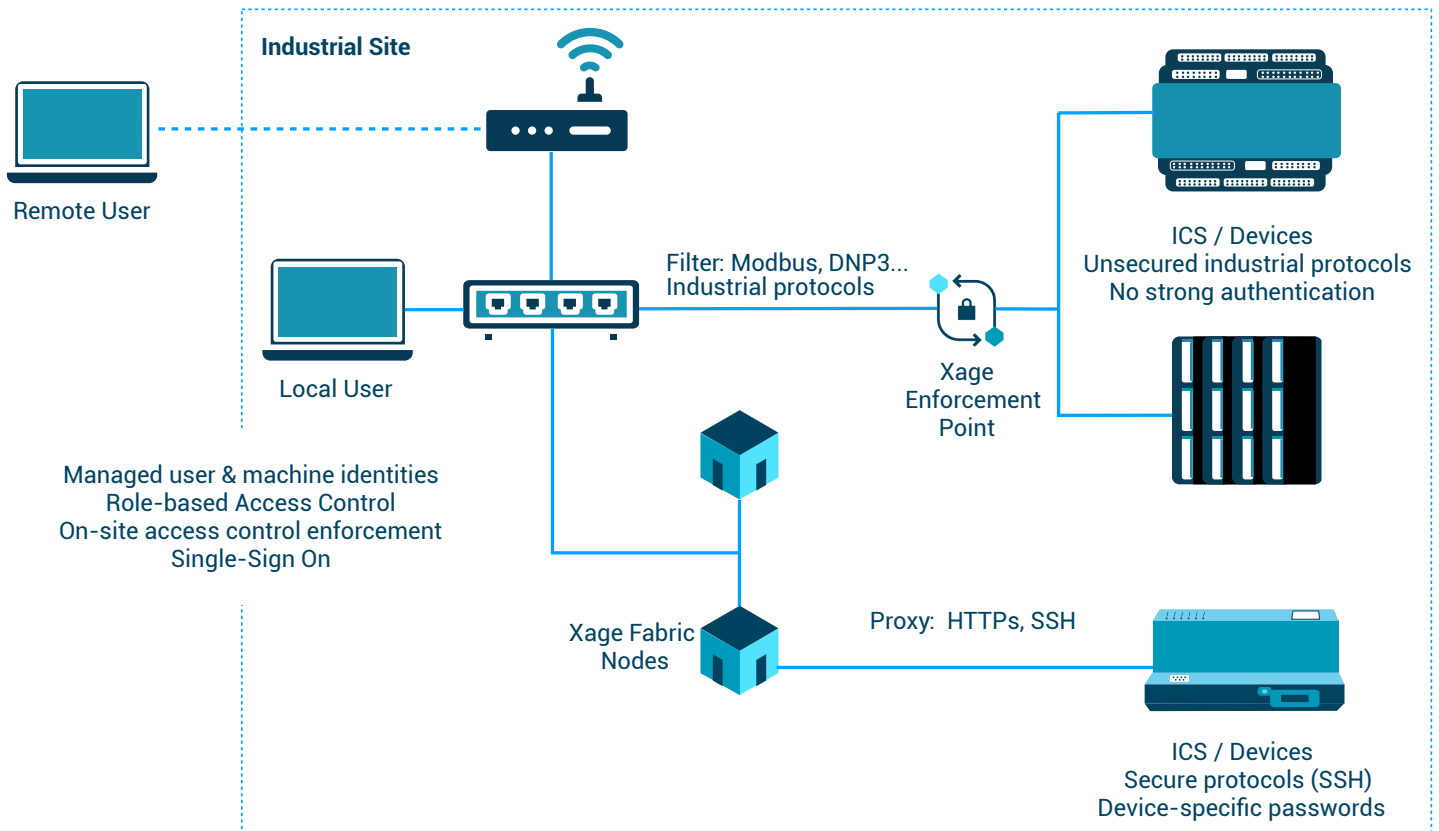 Industrial Site
Remote User
Local User
Filter: Modbus, DNP3...
Industrial protocols
Xage
Enforcement
Point
ICS / Devices
Unsecured industrial protocols
No strong authentication
Managed user & machine identities
Role-based Access Control
On-site access control enforcement
Single-Sign On
Xage Fabric
Nodes
Proxy:  HTTPs, SSH
ICS / Devices
Secure protocols (SSH)
Device-specific passwords